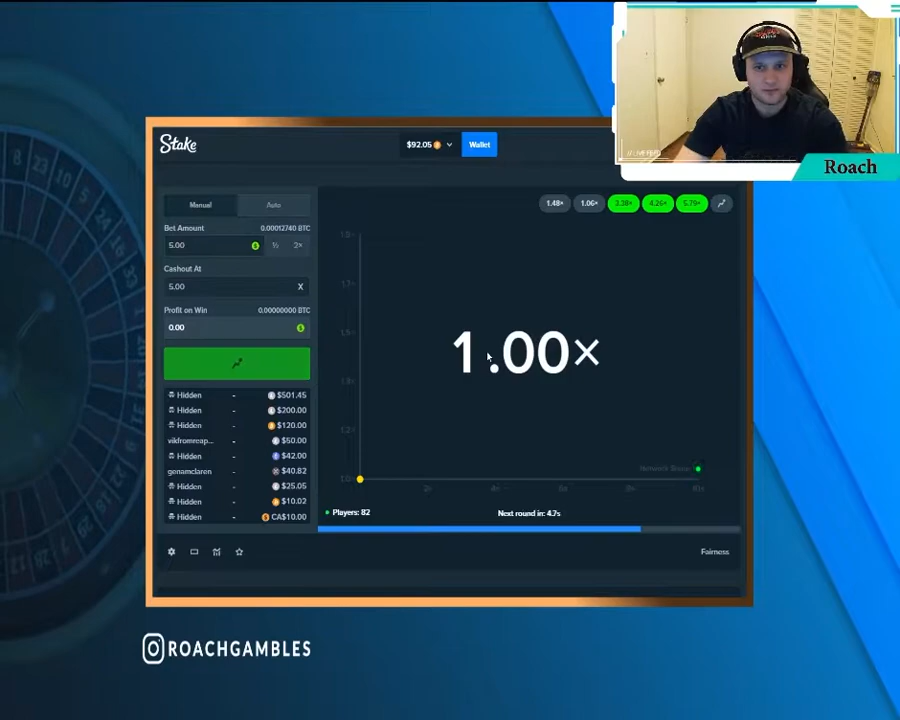 Roach
Stake
$92.05
Wallet
Manual
Auto
1.48×
1.06×
3.38×
4.26×
5.79×
Bet Amount
0.00012740 BTC
5.00
½
2×
Cashout At
5.00
X
Profit on Win
0.00000000 BTC
0.00
1.00×
Hidden - $501.45
Hidden - $200.00
Hidden - $120.00
vikfromreap... - $50.00
Hidden - $42.00
genamclaren - $40.82
Hidden - $25.05
Hidden - $10.02
Hidden - CA$10.00
Network Status
Players: 82
Next round in: 4.7s
Fairness
ROACHGAMBLES